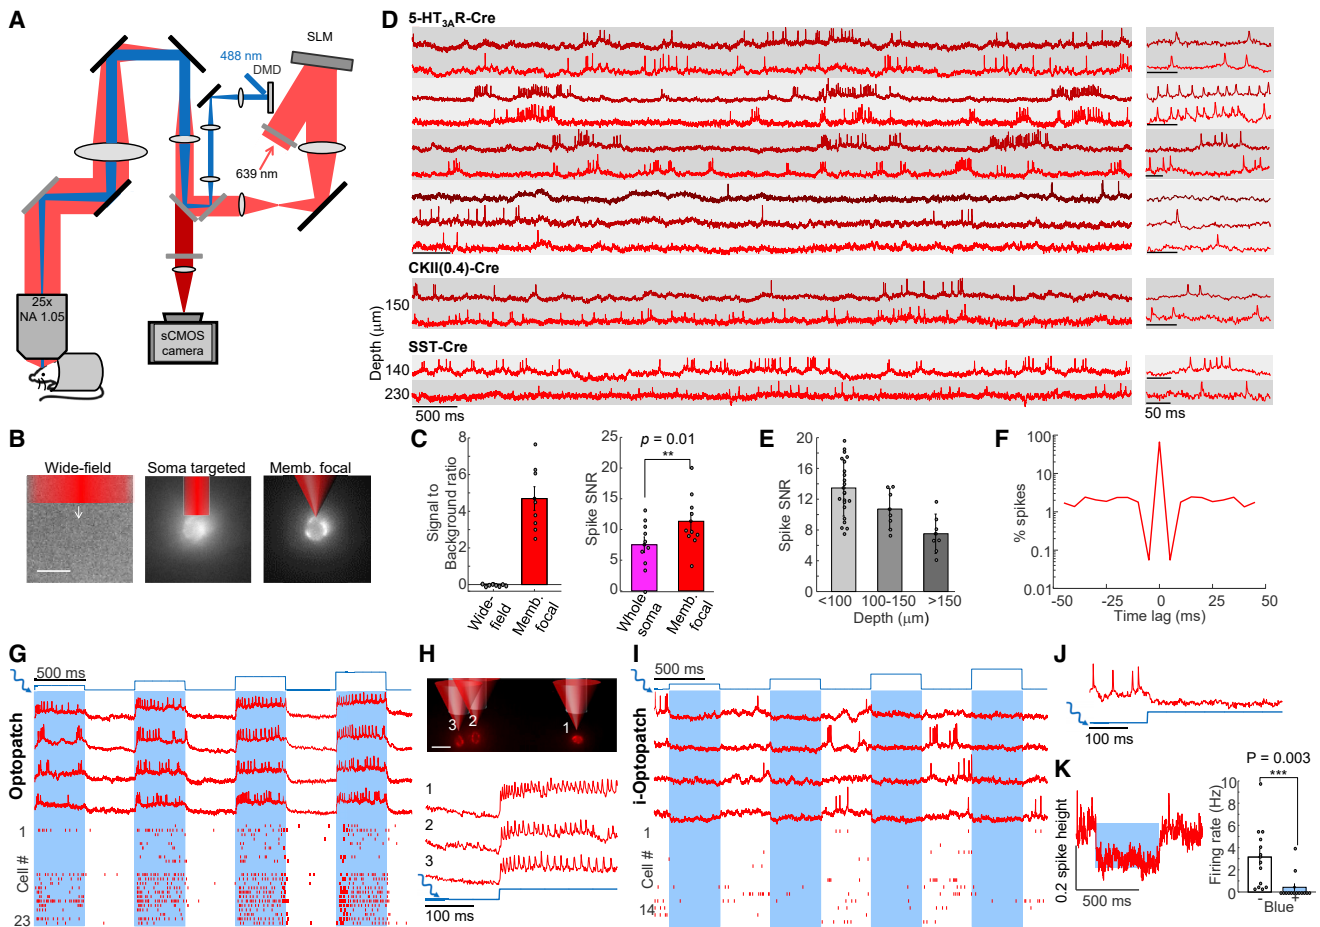 A
SLM
488 nm
DMD
639 nm
25x
NA 1.05
sCMOS
camera
D
5-HT3AR-Cre
CKII(0.4)-Cre
150
SST-Cre
140
230
Depth (μm)
500 ms
50 ms
B
Wide-field
Soma targeted
Memb. focal
C
Signal to
Background ratio
8
6
4
2
0
Wide-
field
Memb.
focal
p = 0.01
**
Spike SNR
25
20
15
10
5
0
Whole
soma
Memb.
focal
E
Spike SNR
20
15
10
5
0
<100
100-150
>150
Depth (μm)
F
% spikes
100
10
1
0.1
0.01
-50
-25
0
25
50
Time lag (ms)
G
500 ms
Optopatch
1
Cell #
23
H
3
2
1
1
2
3
100 ms
I
500 ms
i-Optopatch
1
Cell #
14
J
100 ms
K
0.2 spike height
500 ms
P = 0.003
***
Firing rate (Hz)
10
8
6
4
2
0
-
+
Blue